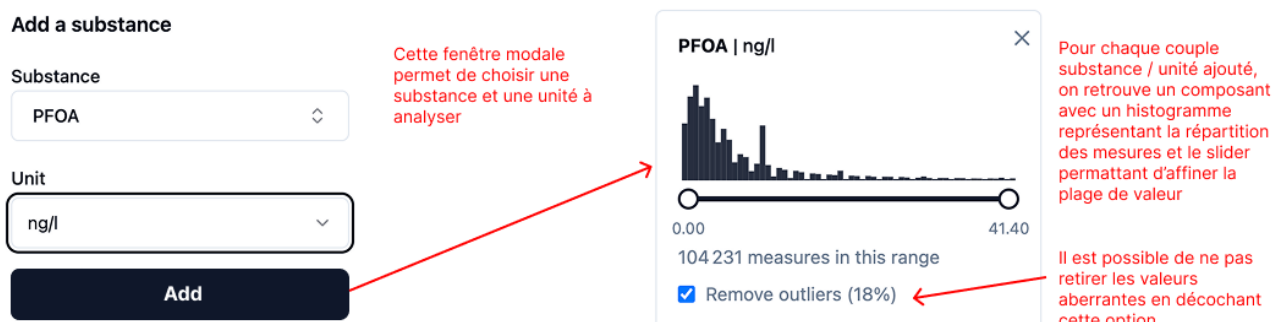 Add a substance
Substance
PFOA
Unit
ng/l
Add
Cette fenêtre modale
permet de choisir une
substance et une unité à
analyser
PFOA | ng/l
0.00
41.40
104 231 measures in this range
Remove outliers (18%)
Pour chaque couple
substance / unité ajouté,
on retrouve un composant
avec un histogramme
représentant la répartition
des mesures et le slider
permattant d'affiner la
plage de valeur
Il est possible de ne pas
retirer les valeurs
aberrantes en décochant
cette option